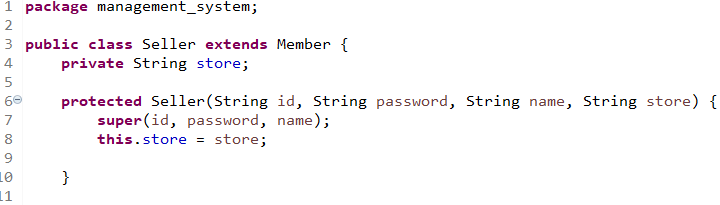 1 package management_system;
2
3 public class Seller extends Member {
4     private String store;
5
6     protected Seller(String id, String password, String name, String store) {
7         super(id, password, name);
8         this.store = store;
9
10     }
11